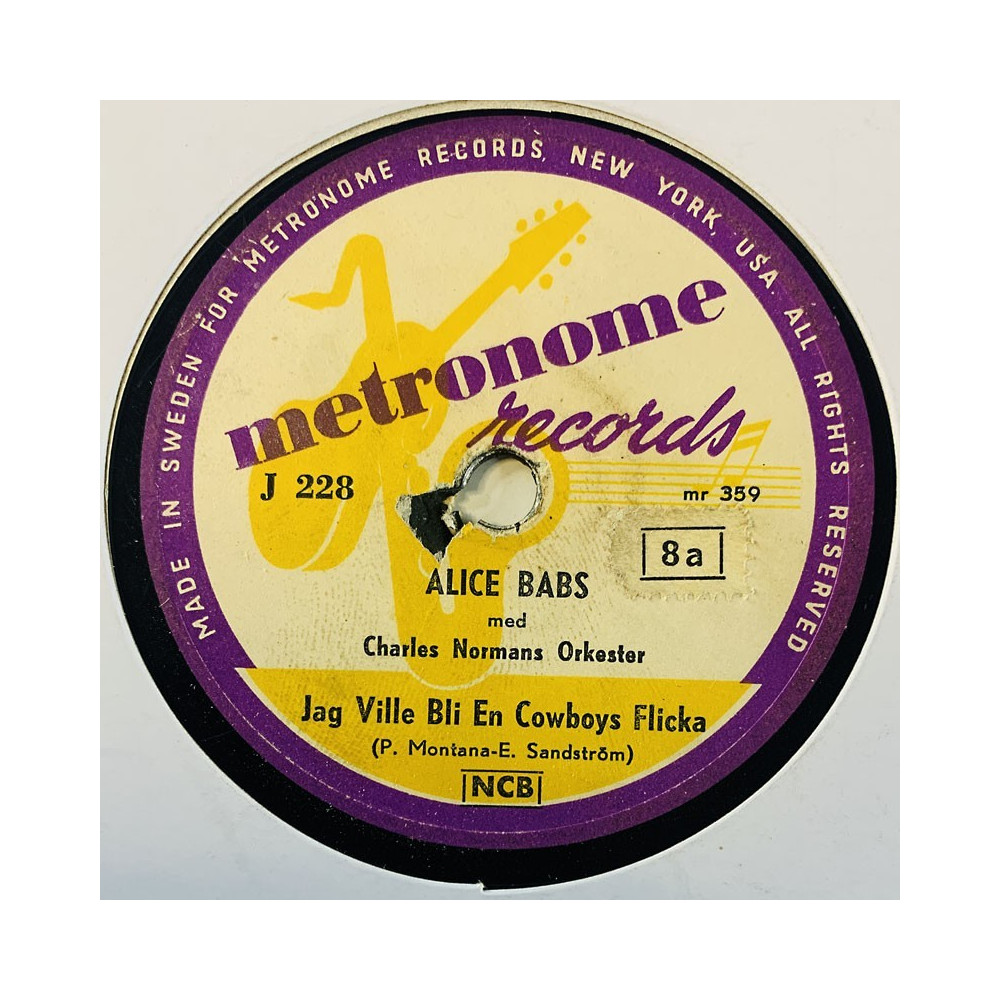 MADE IN SWEDEN FOR METRONOME RECORDS, NEW YORK, USA. ALL RIGHTS RESERVED
metronome
records
J 228
mr 359
8a
ALICE BABS
med
Charles Normans Orkester
Jag Ville Bli En Cowboys Flicka
(P. Montana-E. Sandström)
NCB